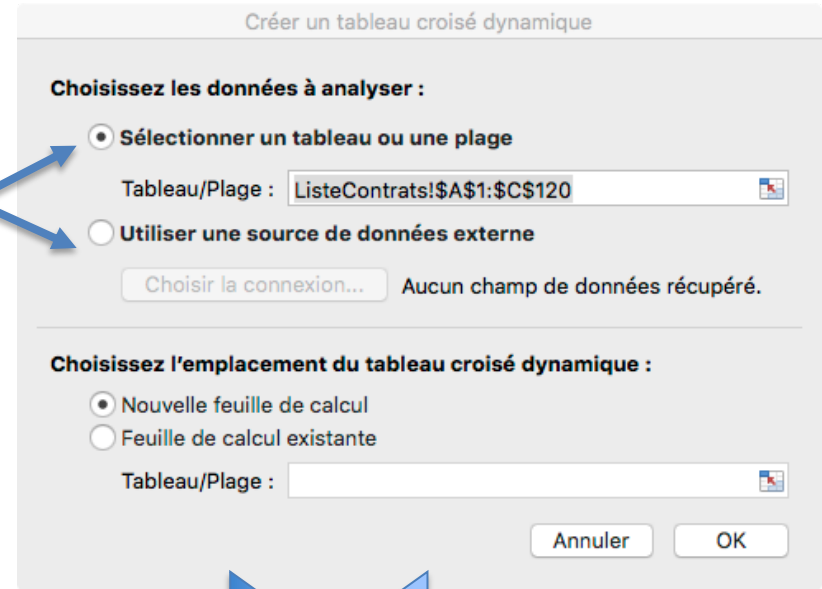 Créer un tableau croisé dynamique
Choisissez les données à analyser :
Sélectionner un tableau ou une plage
Tableau/Plage : ListeContrats!$A$1:$C$120
Utiliser une source de données externe
Choisir la connexion... Aucun champ de données récupéré.
Choisissez l’emplacement du tableau croisé dynamique :
Nouvelle feuille de calcul
Feuille de calcul existante
Tableau/Plage :
Annuler OK